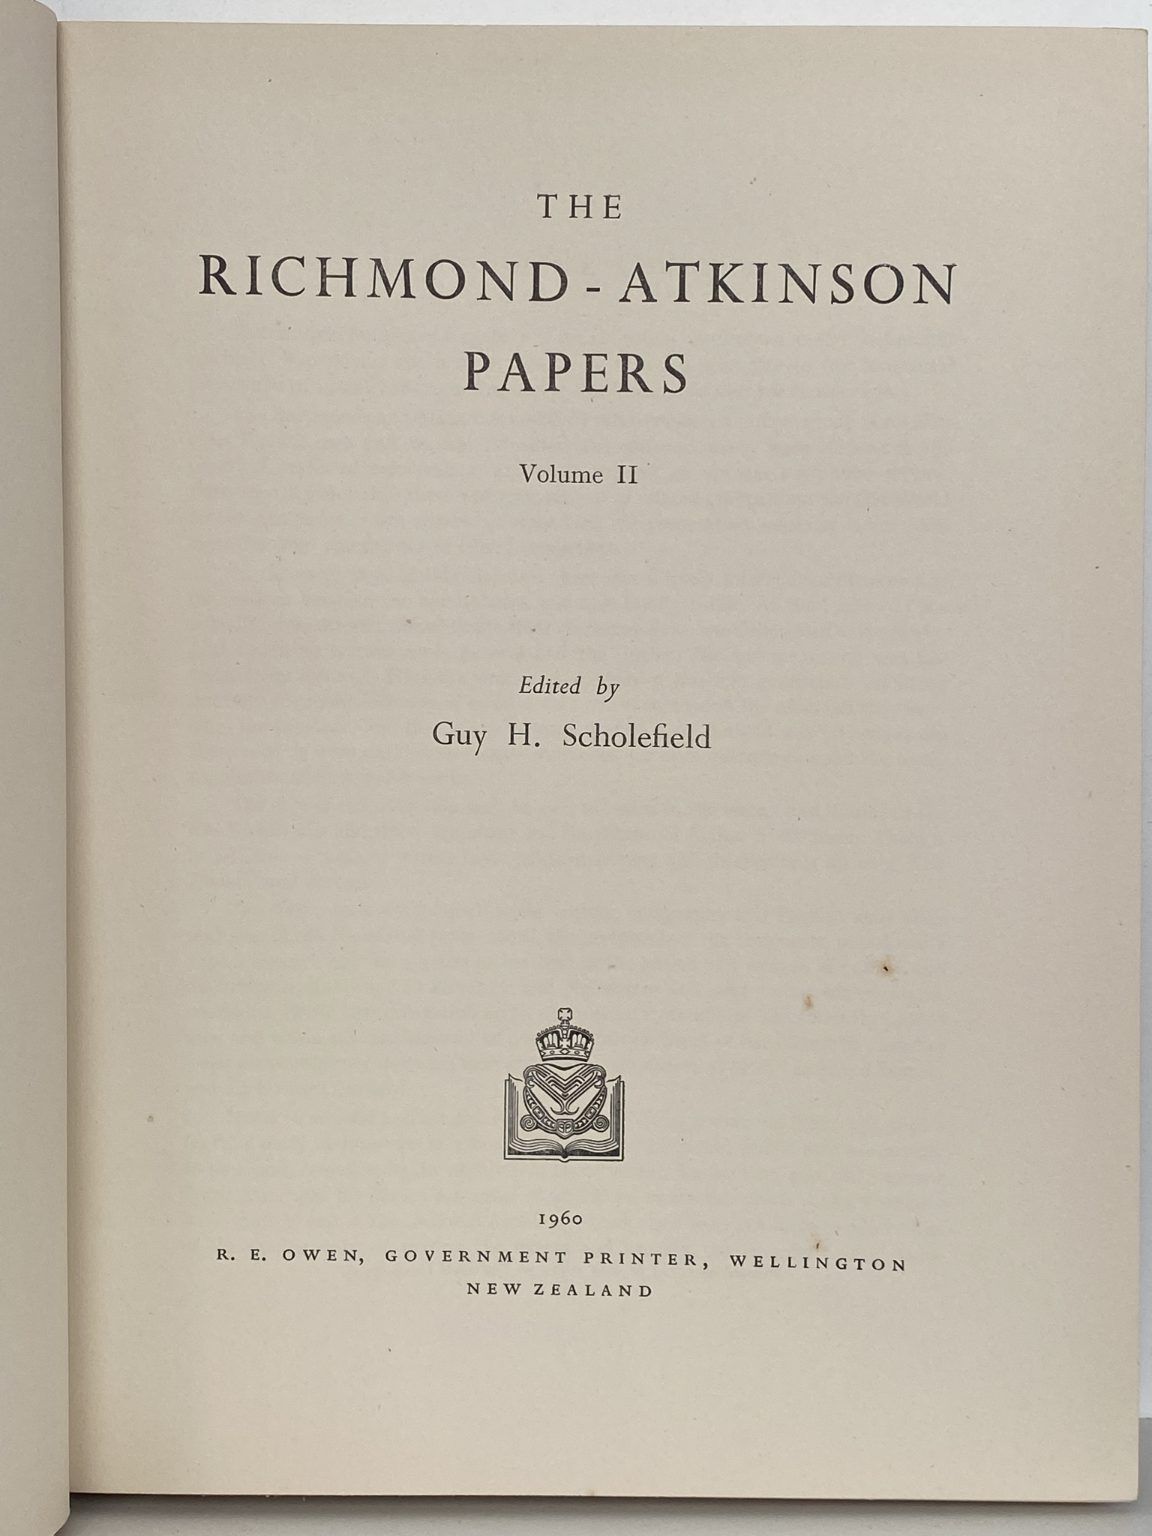 THE
RICHMOND - ATKINSON
PAPERS
Volume II
Edited by
Guy H. Scholefield
1960
R. E. OWEN, GOVERNMENT PRINTER, WELLINGTON
NEW ZEALAND